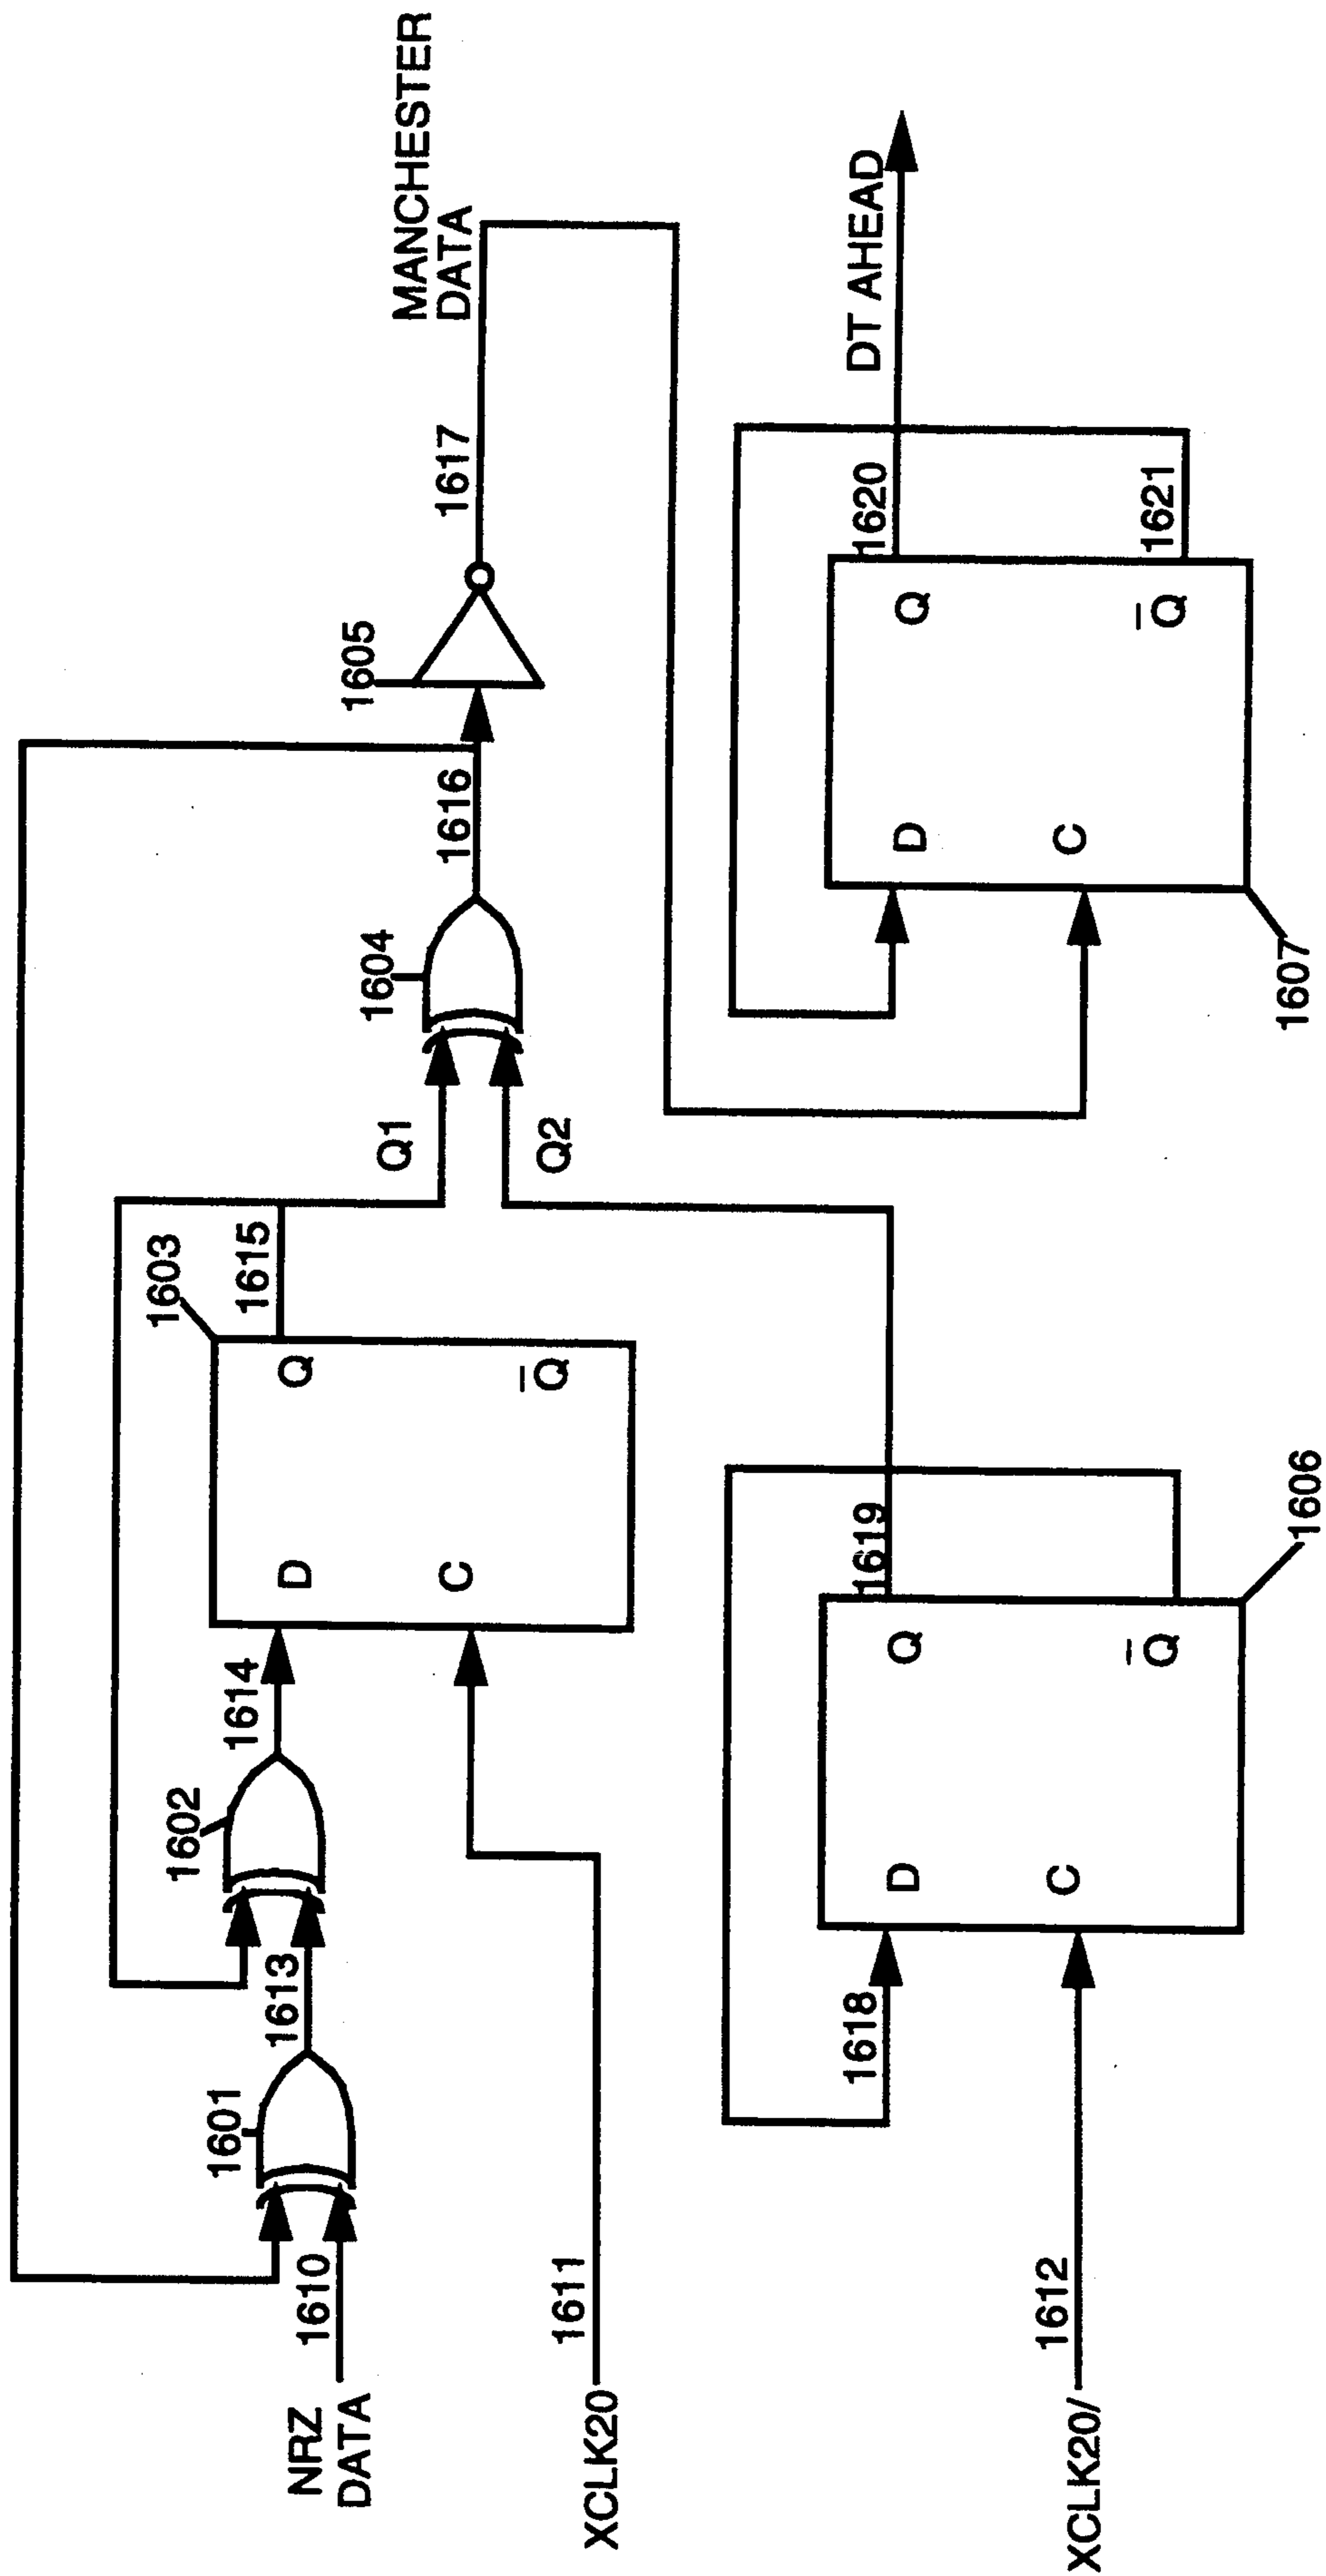 NRZ
DATA
1610
1601
1613
1602
1614
1603
D
Q
C
Q̅
1615
XCLK20
1611
Q1
Q2
1604
1616
1605
1617
MANCHESTER
DATA
XCLK20/
1612
1618
D
Q
C
Q̅
1619
1606
D
Q
C
Q̅
1620
1621
1607
DT AHEAD